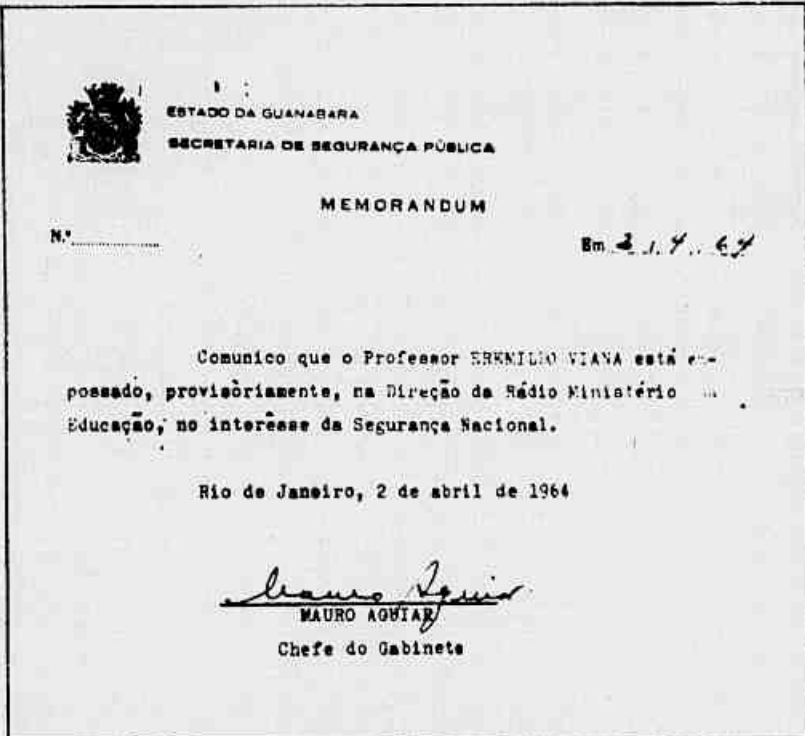 ESTADO DA GUANABARA
SECRETARIA DE SEGURANÇA PÚBLICA
MEMORANDUM
N.º
Em 2 . 4 . 64
Comunico que o Professor EREMILDO VIANA está
possado, provisòriamente, na Direção da Rádio Ministério
Educação, no interêsse da Segurança Nacional.
Rio de Janeiro, 2 de abril de 1964
Mauro Aguiar
MAURO AGUIAR
Chefe do Gabinete